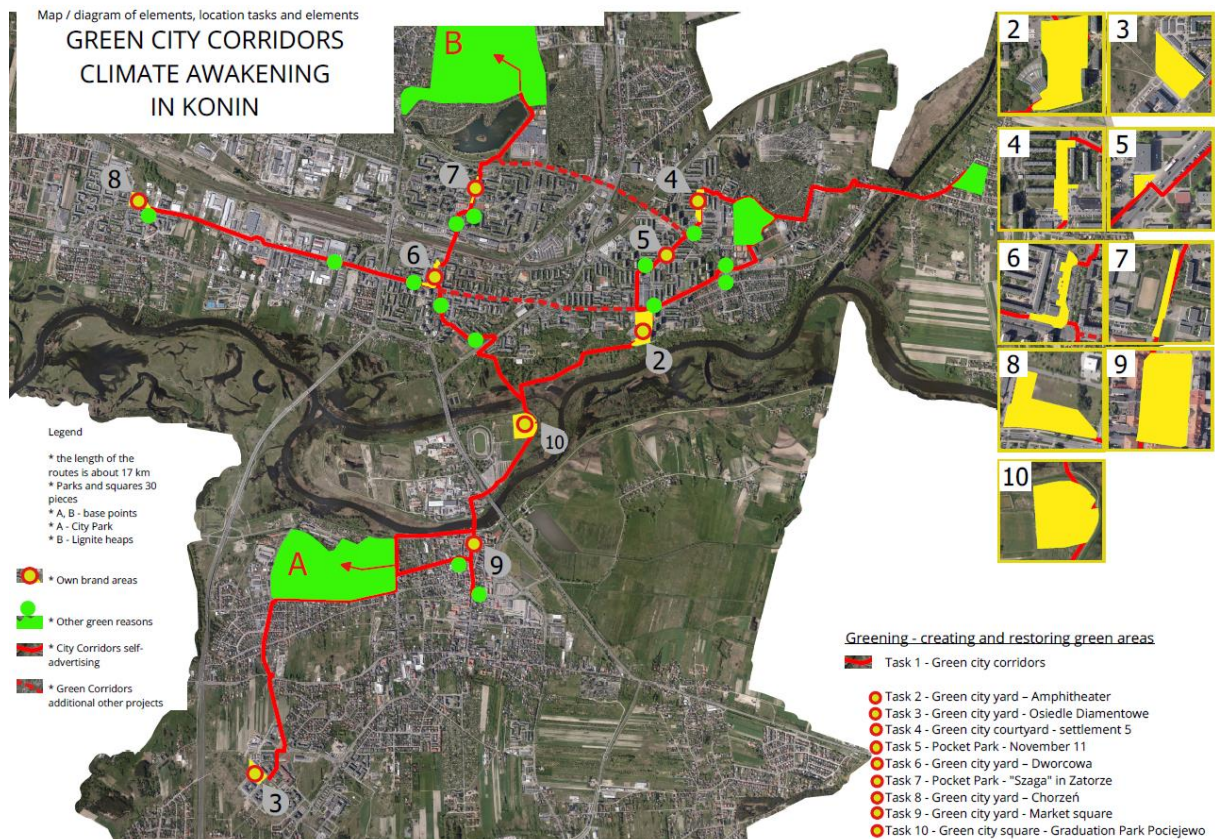 Map / diagram of elements, location tasks and elements
GREEN CITY CORRIDORS
CLIMATE AWAKENING
IN KONIN
B
8
7
4
5
6
2
10
9
A
3
2
3
4
5
6
7
8
9
10
Legend
* the length of the
routes is about 17 km
* Parks and squares 30
pieces
* A, B - base points
* A - City Park
* B - Lignite heaps
* Own brand areas
* Other green reasons
* City Corridors self-
advertising
* Green Corridors
additional other projects
Greening - creating and restoring green areas
Task 1 - Green city corridors
Task 2 - Green city yard – Amphitheater
Task 3 - Green city yard - Osiedle Diamentowe
Task 4 - Green city courtyard - settlement 5
Task 5 - Pocket Park - November 11
Task 6 - Green city yard – Dworcowa
Task 7 - Pocket Park - "Szaga" in Zatorze
Task 8 - Green city yard – Chorzeń
Task 9 - Green city yard – Market square
Task 10 - Green city square - Graduation Park Pociejewo